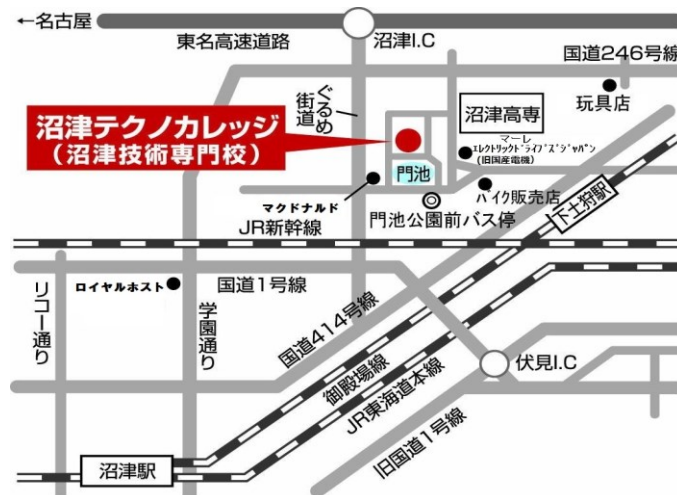 ←名古屋
東名高速道路
沼津I.C
国道246号線
玩具店
ぐるめ
街道
沼津高専
沼津テクノカレッジ
(沼津技術専門校)
マーレ
エレクトリックドライブズジャパン
(旧国産電機)
門池
バイク販売店
マクドナルド
門池公園前バス停
下土狩駅
JR新幹線
ロイヤルホスト
国道1号線
リコー通り
学園通り
国道414号線
御殿場線
JR東海道本線
伏見I.C
旧国道1号線
沼津駅